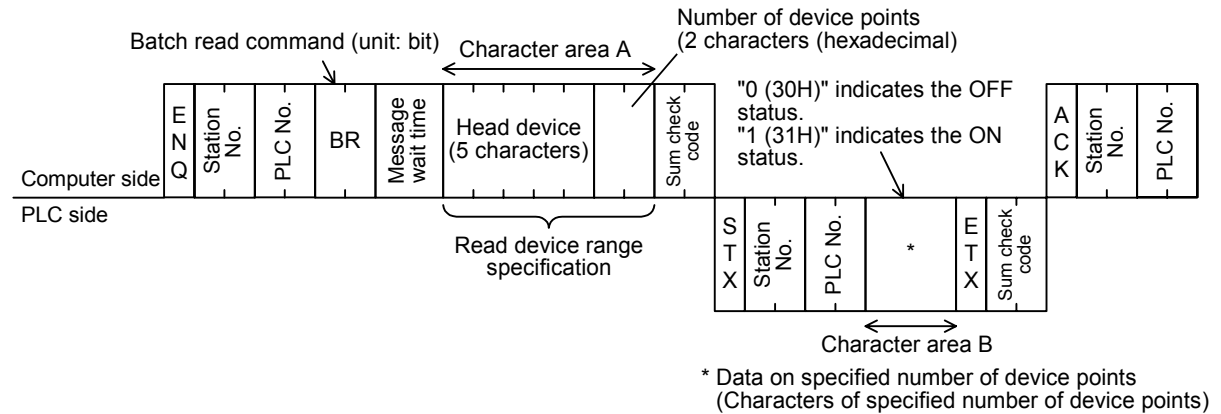 Batch read command (unit: bit)
Character area A
Number of device points
(2 characters (hexadecimal)
E
N
Q
Station
No.
PLC No.
BR
Message
wait time
Head device
(5 characters)
Sum check
code
"0 (30H)" indicates the OFF
status.
"1 (31H)" indicates the ON
status.
A
C
K
Station
No.
PLC No.
Computer side
PLC side
Read device range
specification
S
T
X
Station
No.
PLC No.
*
E
T
X
Sum check
code
Character area B
* Data on specified number of device points
(Characters of specified number of device points)